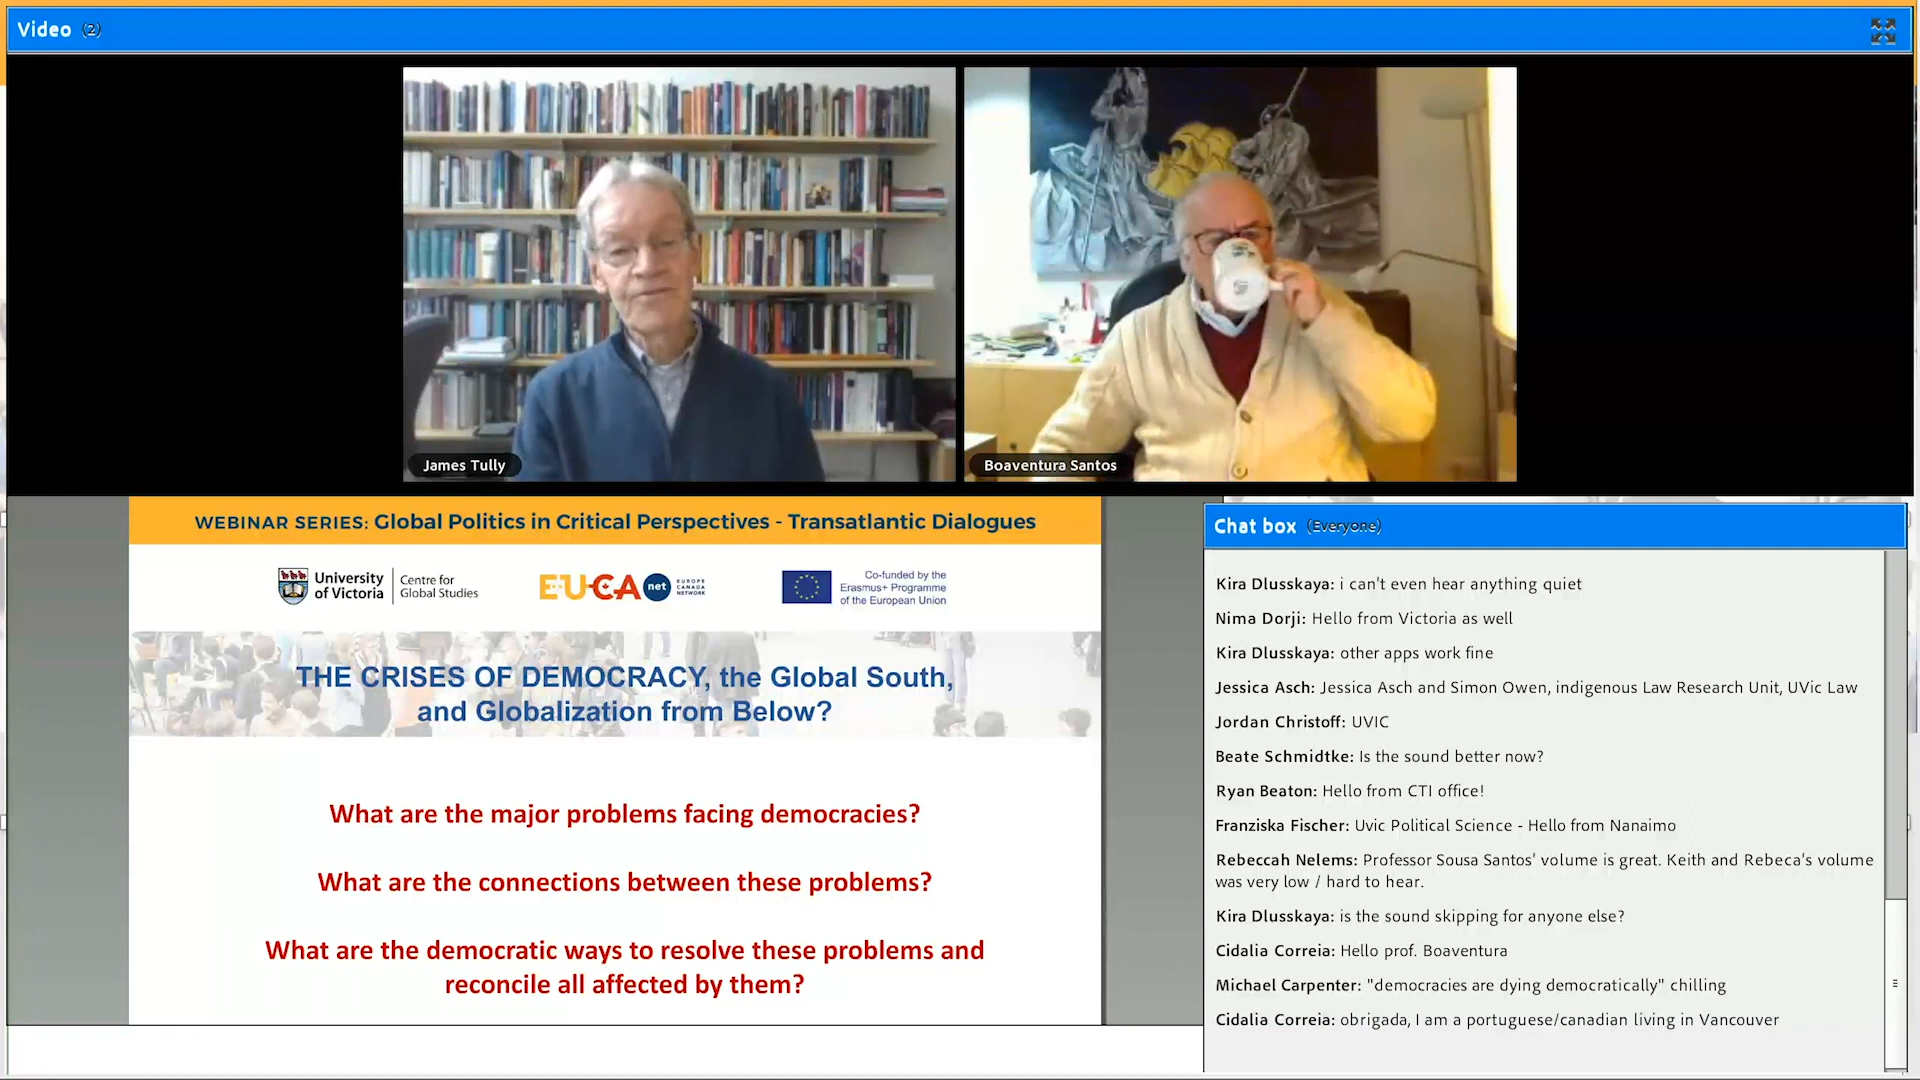 Video (2)
James Tully
Boaventura Santos
WEBINAR SERIES: Global Politics in Critical Perspectives - Transatlantic Dialogues
University of Victoria
Centre for Global Studies
EU-CA net
EUROPE CANADA NETWORK
Co-funded by the
Erasmus+ Programme
of the European Union
THE CRISES OF DEMOCRACY, the Global South,
and Globalization from Below?
What are the major problems facing democracies?
What are the connections between these problems?
What are the democratic ways to resolve these problems and
reconcile all affected by them?
Chat box (Everyone)
Kira Dlusskaya: i can't even hear anything quiet
Nima Dorji: Hello from Victoria as well
Kira Dlusskaya: other apps work fine
Jessica Asch: Jessica Asch and Simon Owen, indigenous Law Research Unit, UVic Law
Jordan Christoff: UVIC
Beate Schmidtke: Is the sound better now?
Ryan Beaton: Hello from CTI office!
Franziska Fischer: Uvic Political Science - Hello from Nanaimo
Rebeccah Nelems: Professor Sousa Santos' volume is great. Keith and Rebeca's volume
was very low / hard to hear.
Kira Dlusskaya: is the sound skipping for anyone else?
Cidalia Correia: Hello prof. Boaventura
Michael Carpenter: "democracies are dying democratically" chilling
Cidalia Correia: obrigada, I am a portuguese/canadian living in Vancouver